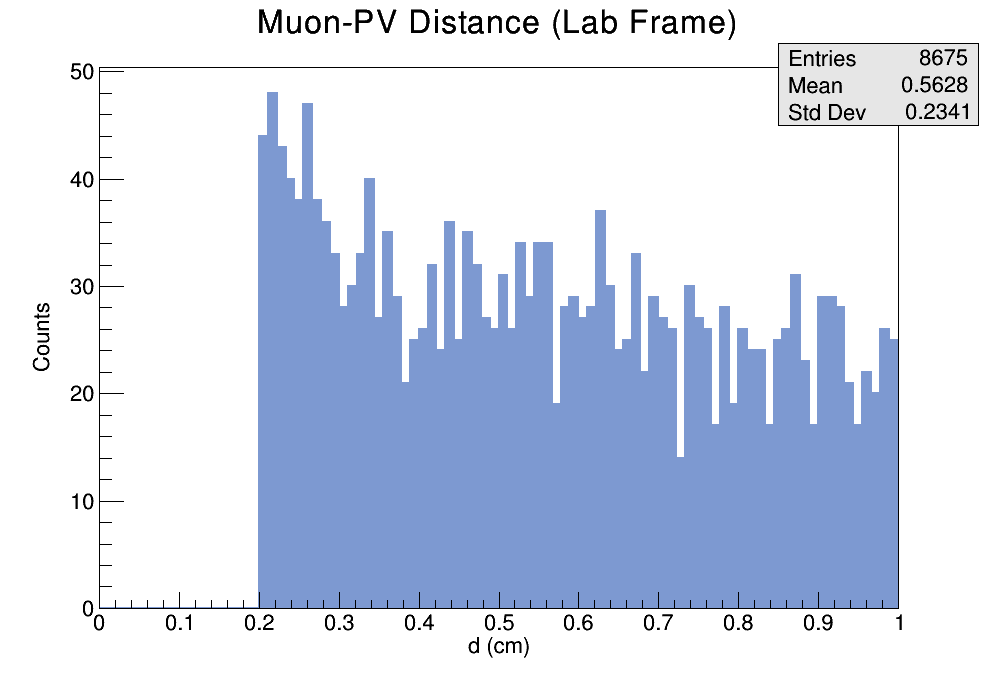 Muon-PV Distance (Lab Frame)
Entries 8675
Mean 0.5628
Std Dev 0.2341
50
40
30
20
10
0
Counts
0 0.1 0.2 0.3 0.4 0.5 0.6 0.7 0.8 0.9 1
d (cm)